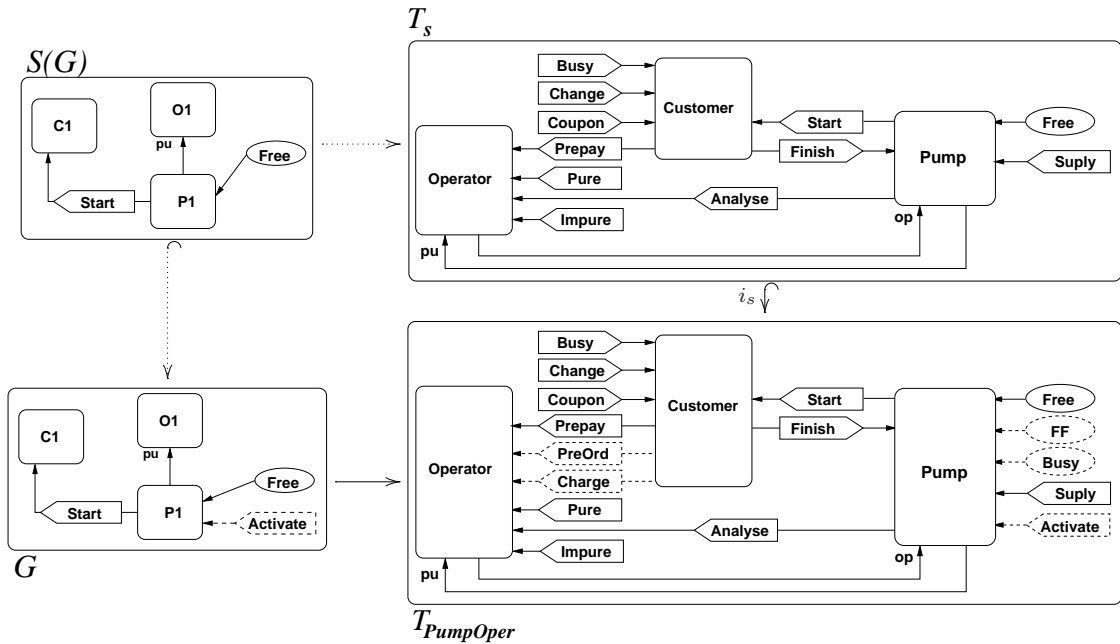 S(G)
C1
O1
pu
Free
Start
P1
T_s
Busy
Change
Coupon
Prepay
Pure
Impure
Operator
Customer
Start
Finish
Analyse
Pump
Free
Suply
op
pu
i_s
G
C1
O1
pu
Free
Start
P1
Activate
T_PumpOper
Busy
Change
Coupon
Prepay
PreOrd
Charge
Pure
Impure
Operator
Customer
Start
Finish
Analyse
Pump
Free
FF
Busy
Suply
Activate
op
pu